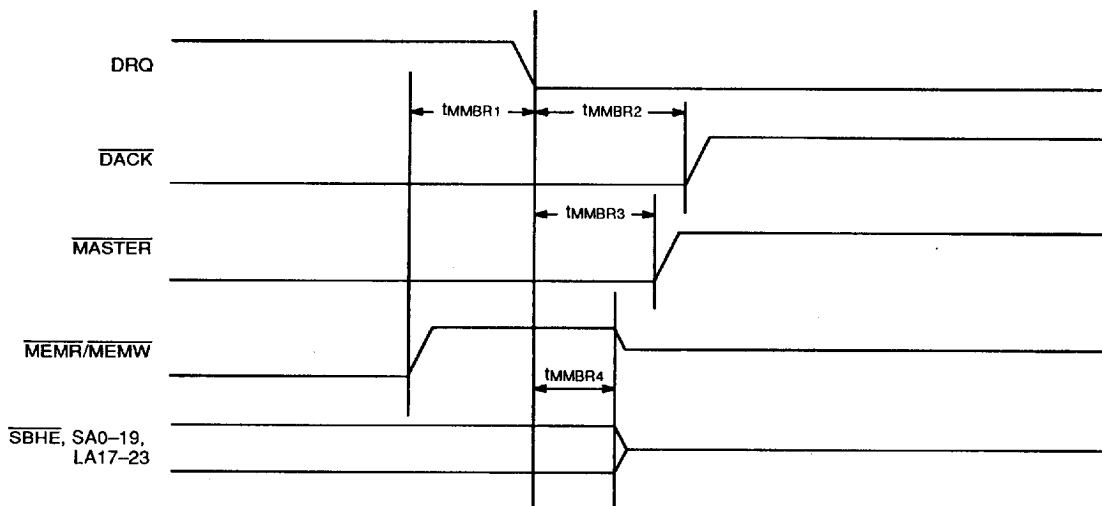 DRQ
tMMBR1
tMMBR2
DACK
tMMBR3
MASTER
MEMR/MEMW
tMMBR4
SBHE, SA0–19,
LA17–23